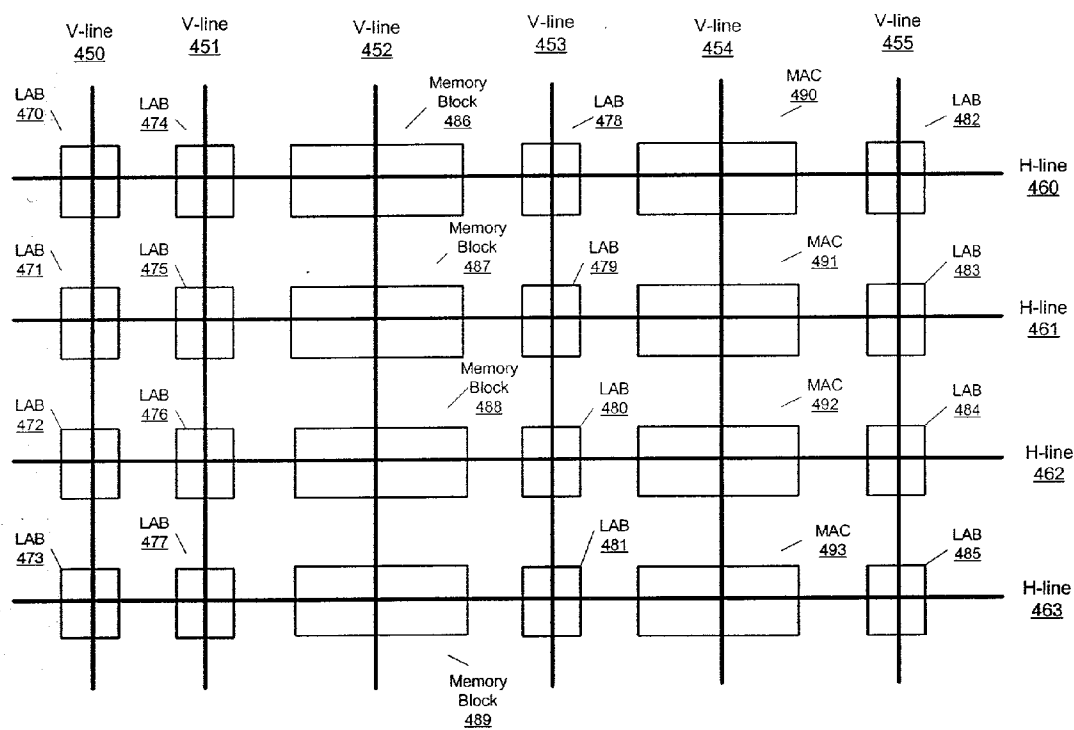 V-line
450
V-line
451
V-line
452
V-line
453
V-line
454
V-line
455
LAB
470
LAB
474
Memory
Block
486
LAB
478
MAC
490
LAB
482
H-line
460
LAB
471
LAB
475
Memory
Block
487
LAB
479
MAC
491
LAB
483
H-line
461
LAB
472
LAB
476
Memory
Block
488
LAB
480
MAC
492
LAB
484
H-line
462
LAB
473
LAB
477
LAB
481
MAC
493
LAB
485
H-line
463
Memory
Block
489